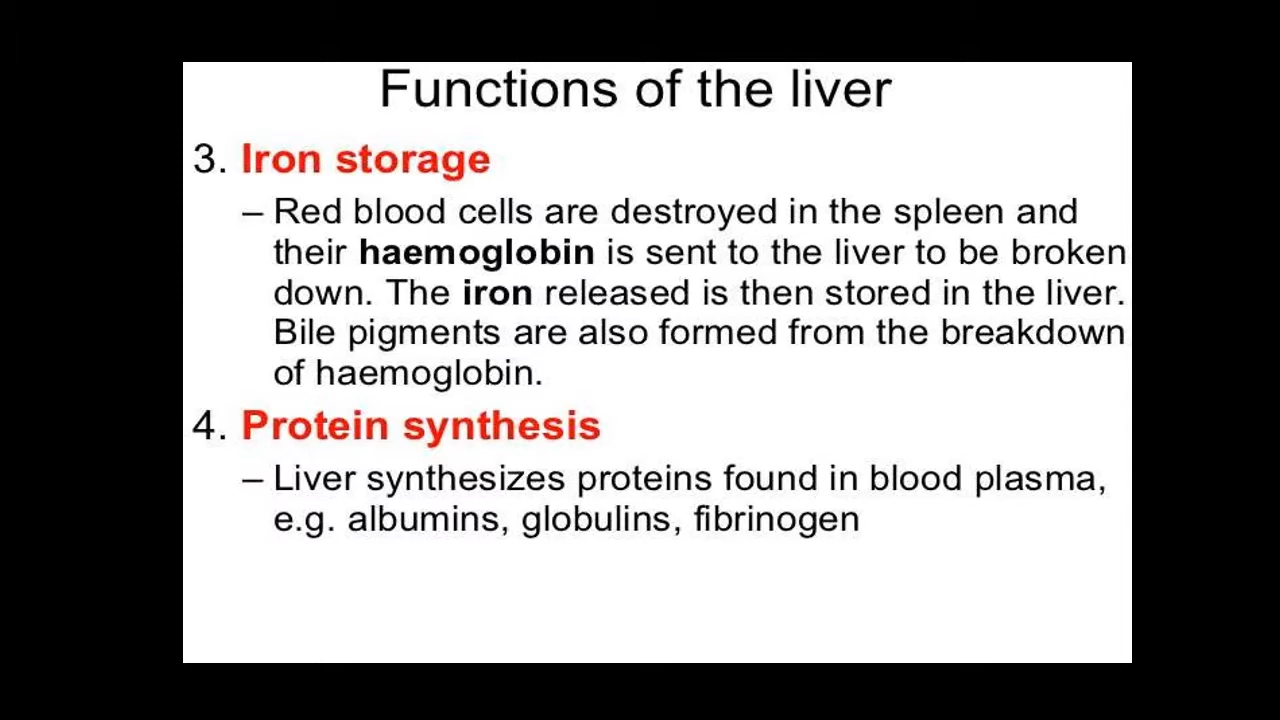 Functions of the liver
3. Iron storage
– Red blood cells are destroyed in the spleen and
their haemoglobin is sent to the liver to be broken
down. The iron released is then stored in the liver.
Bile pigments are also formed from the breakdown
of haemoglobin.
4. Protein synthesis
– Liver synthesizes proteins found in blood plasma,
e.g. albumins, globulins, fibrinogen